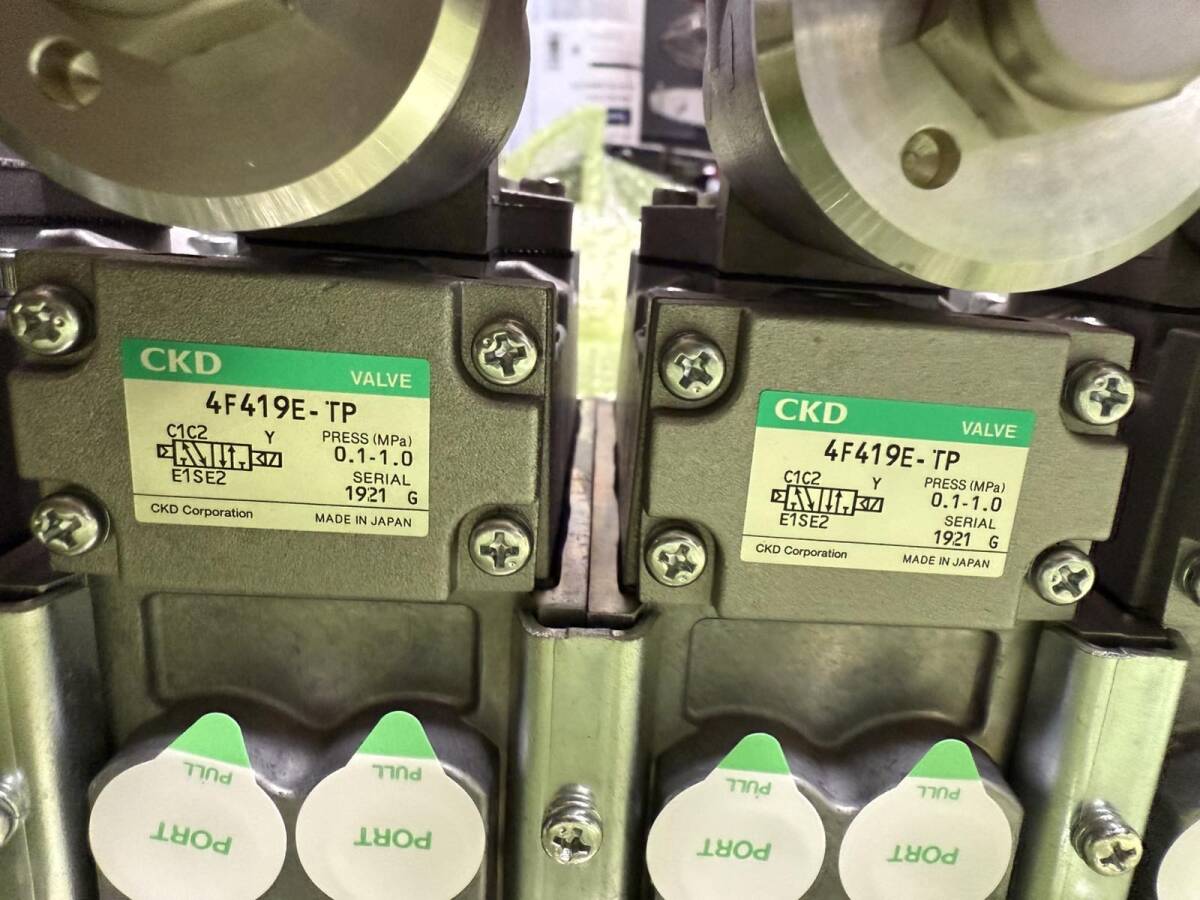 CKD
VALVE
4F419E-TP
C1C2 Y
E1SE2
PRESS (MPa)
0.1-1.0
SERIAL
1921 G
CKD Corporation MADE IN JAPAN
CKD
VALVE
4F419E-TP
C1C2 Y
E1SE2
PRESS (MPa)
0.1-1.0
SERIAL
1921 G
CKD Corporation MADE IN JAPAN
PULL
PORT
PULL
PORT
PULL
PORT
PULL
PORT